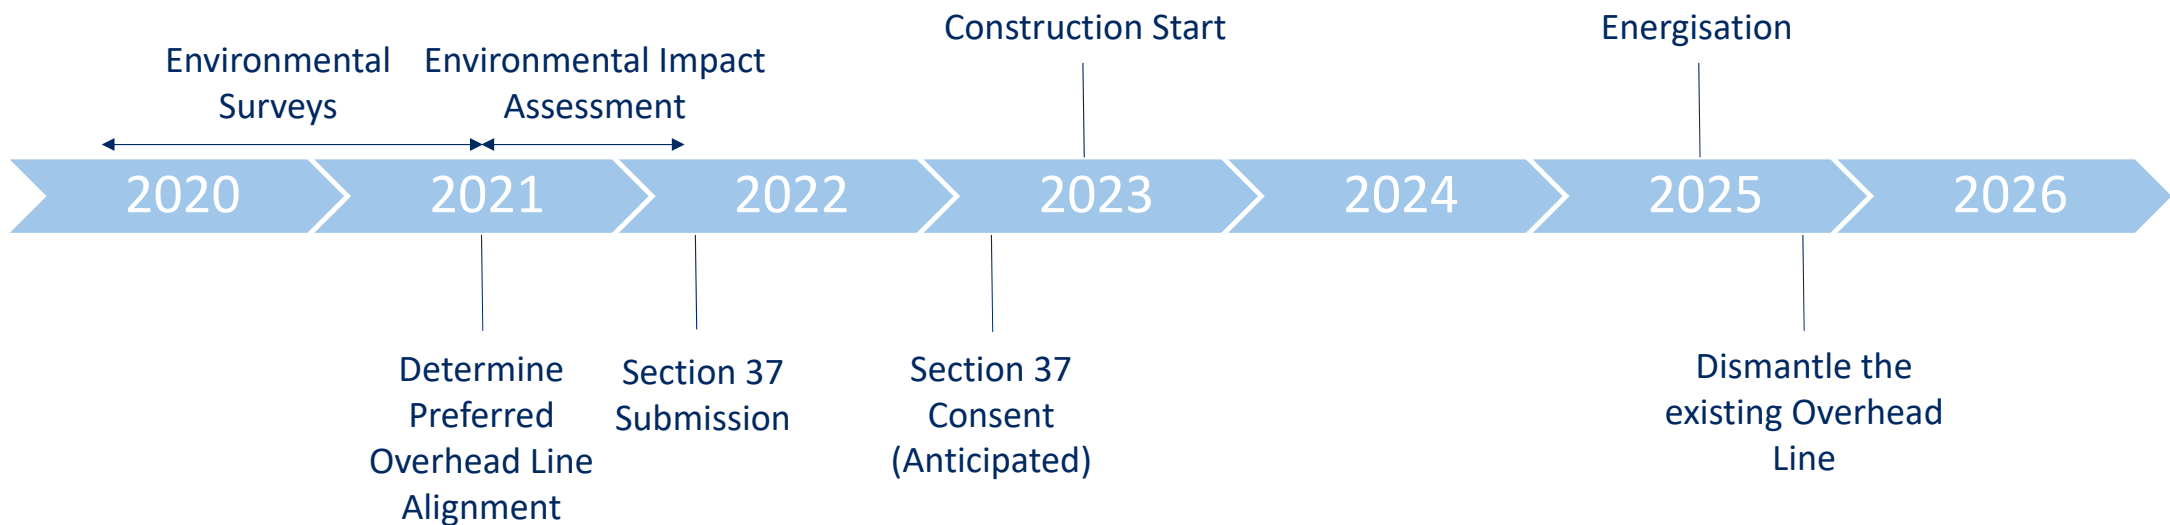 Construction Start
Energisation
Environmental
Surveys
Environmental Impact
Assessment
2020
2021
2022
2023
2024
2025
2026
Determine
Preferred
Overhead Line
Alignment
Section 37
Submission
Section 37
Consent
(Anticipated)
Dismantle the
existing Overhead
Line